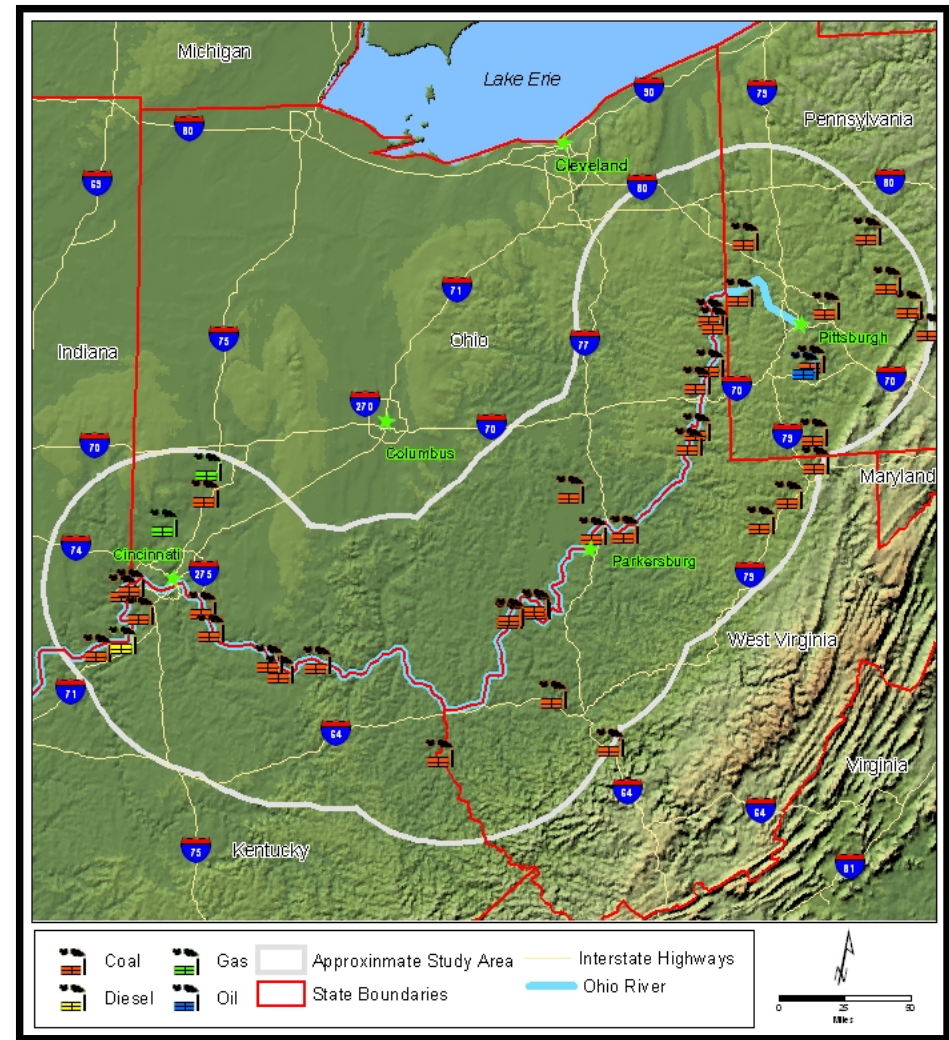 Michigan
Lake Erie
90
79
Pennsylvania
80
Cleveland
69
80
80
71
75
Ohio
77
Pittsburgh
Indiana
270
70
70
70
Columbus
70
79
Maryland
74
Cincinnati
275
Parkersburg
79
West Virginia
71
64
Virginia
64
64
75
Kentucky
81
Coal
Gas
Approxinmate Study Area
Interstate Highways
Diesel
Oil
State Boundaries
Ohio River
N
0 25 50
Miles